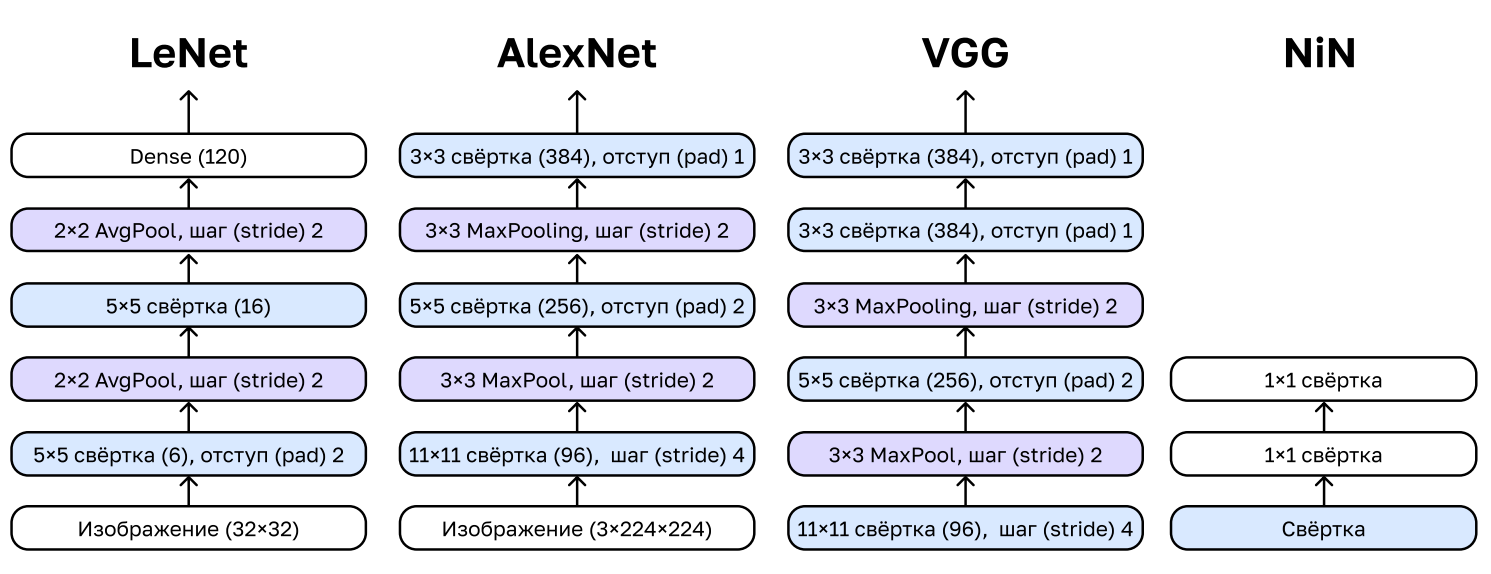 LeNet
Dense (120)
2×2 AvgPool, шаг (stride) 2
5×5 свёртка (16)
2×2 AvgPool, шаг (stride) 2
5×5 свёртка (6), отступ (pad) 2
Изображение (32×32)
AlexNet
3×3 свёртка (384), отступ (pad) 1
3×3 MaxPooling, шаг (stride) 2
5×5 свёртка (256), отступ (pad) 2
3×3 MaxPool, шаг (stride) 2
11×11 свёртка (96), шаг (stride) 4
Изображение (3×224×224)
VGG
3×3 свёртка (384), отступ (pad) 1
3×3 свёртка (384), отступ (pad) 1
3×3 MaxPooling, шаг (stride) 2
5×5 свёртка (256), отступ (pad) 2
3×3 MaxPool, шаг (stride) 2
11×11 свёртка (96), шаг (stride) 4
NiN
1×1 свёртка
1×1 свёртка
Свёртка